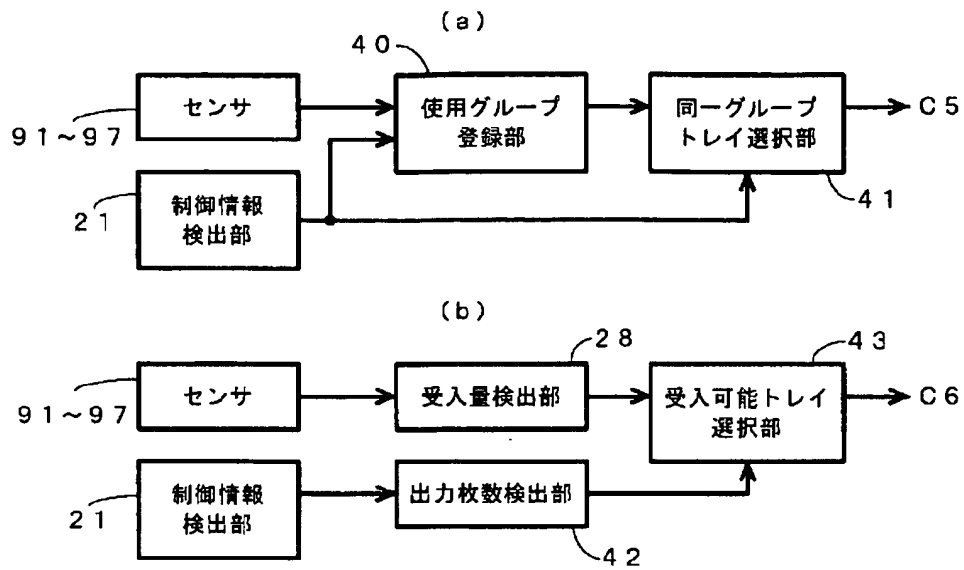 (a)
40
センサ
使用グループ
登録部
同一グループ
トレイ選択部
C5
91~97
21
制御情報
検出部
41
(b)
28
43
センサ
受入量検出部
受入可能トレイ
選択部
C6
91~97
21
制御情報
検出部
出力枚数検出部
42